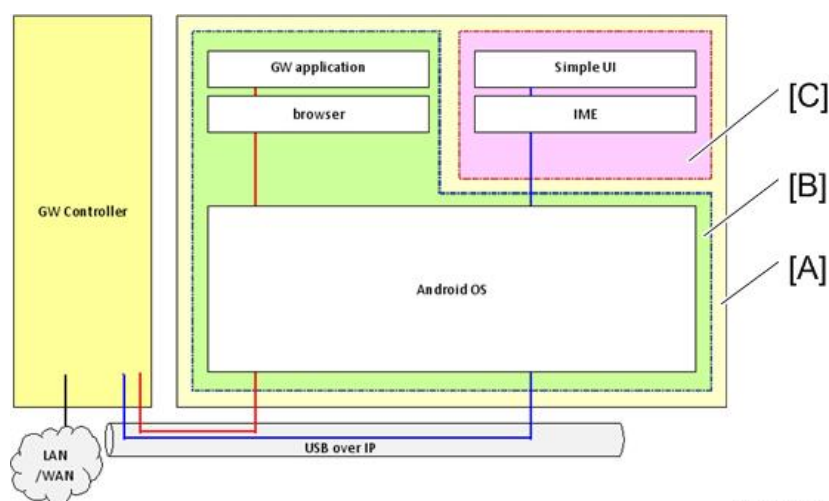 GW application
Simple UI
[C]
browser
IME
[B]
GW Controller
[A]
Android OS
USB over IP
LAN
/WAN